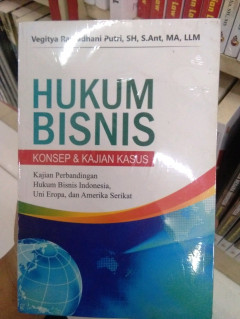 Vegitya Ramadhani Putri, SH, S.Ant, MA, LLM
HUKUM
BISNIS
KONSEP & KAJIAN KASUS
Kajian Perbandingan
Hukum Bisnis Indonesia,
Uni Eropa, dan Amerika Serikat